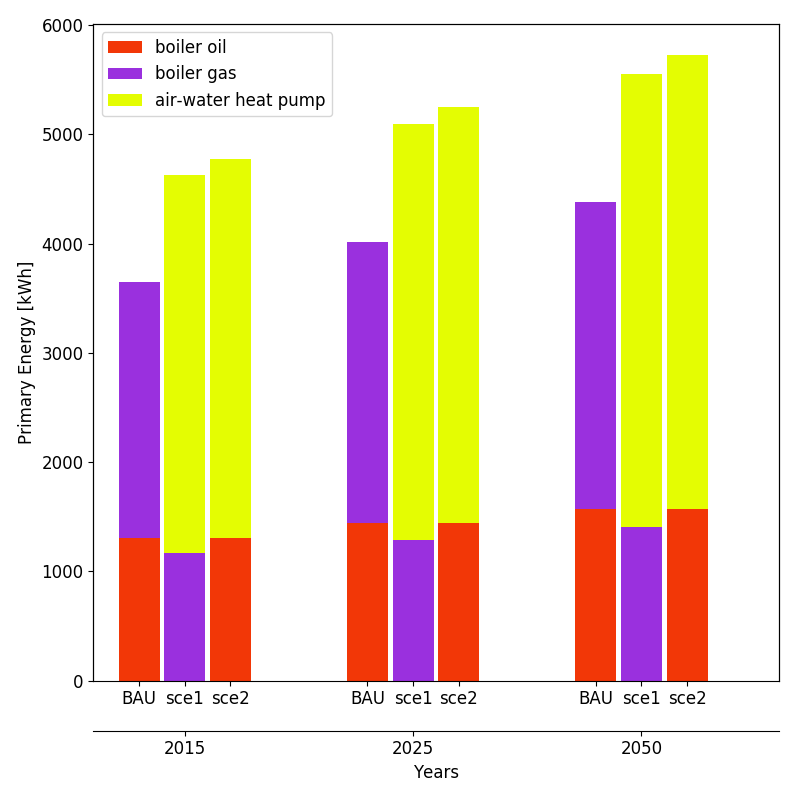 6000
boiler oil
boiler gas
air-water heat pump
5000
4000
3000
2000
1000
0
Primary Energy [kWh]
BAU sce1 sce2 BAU sce1 sce2 BAU sce1 sce2
2015 2025 2050
Years